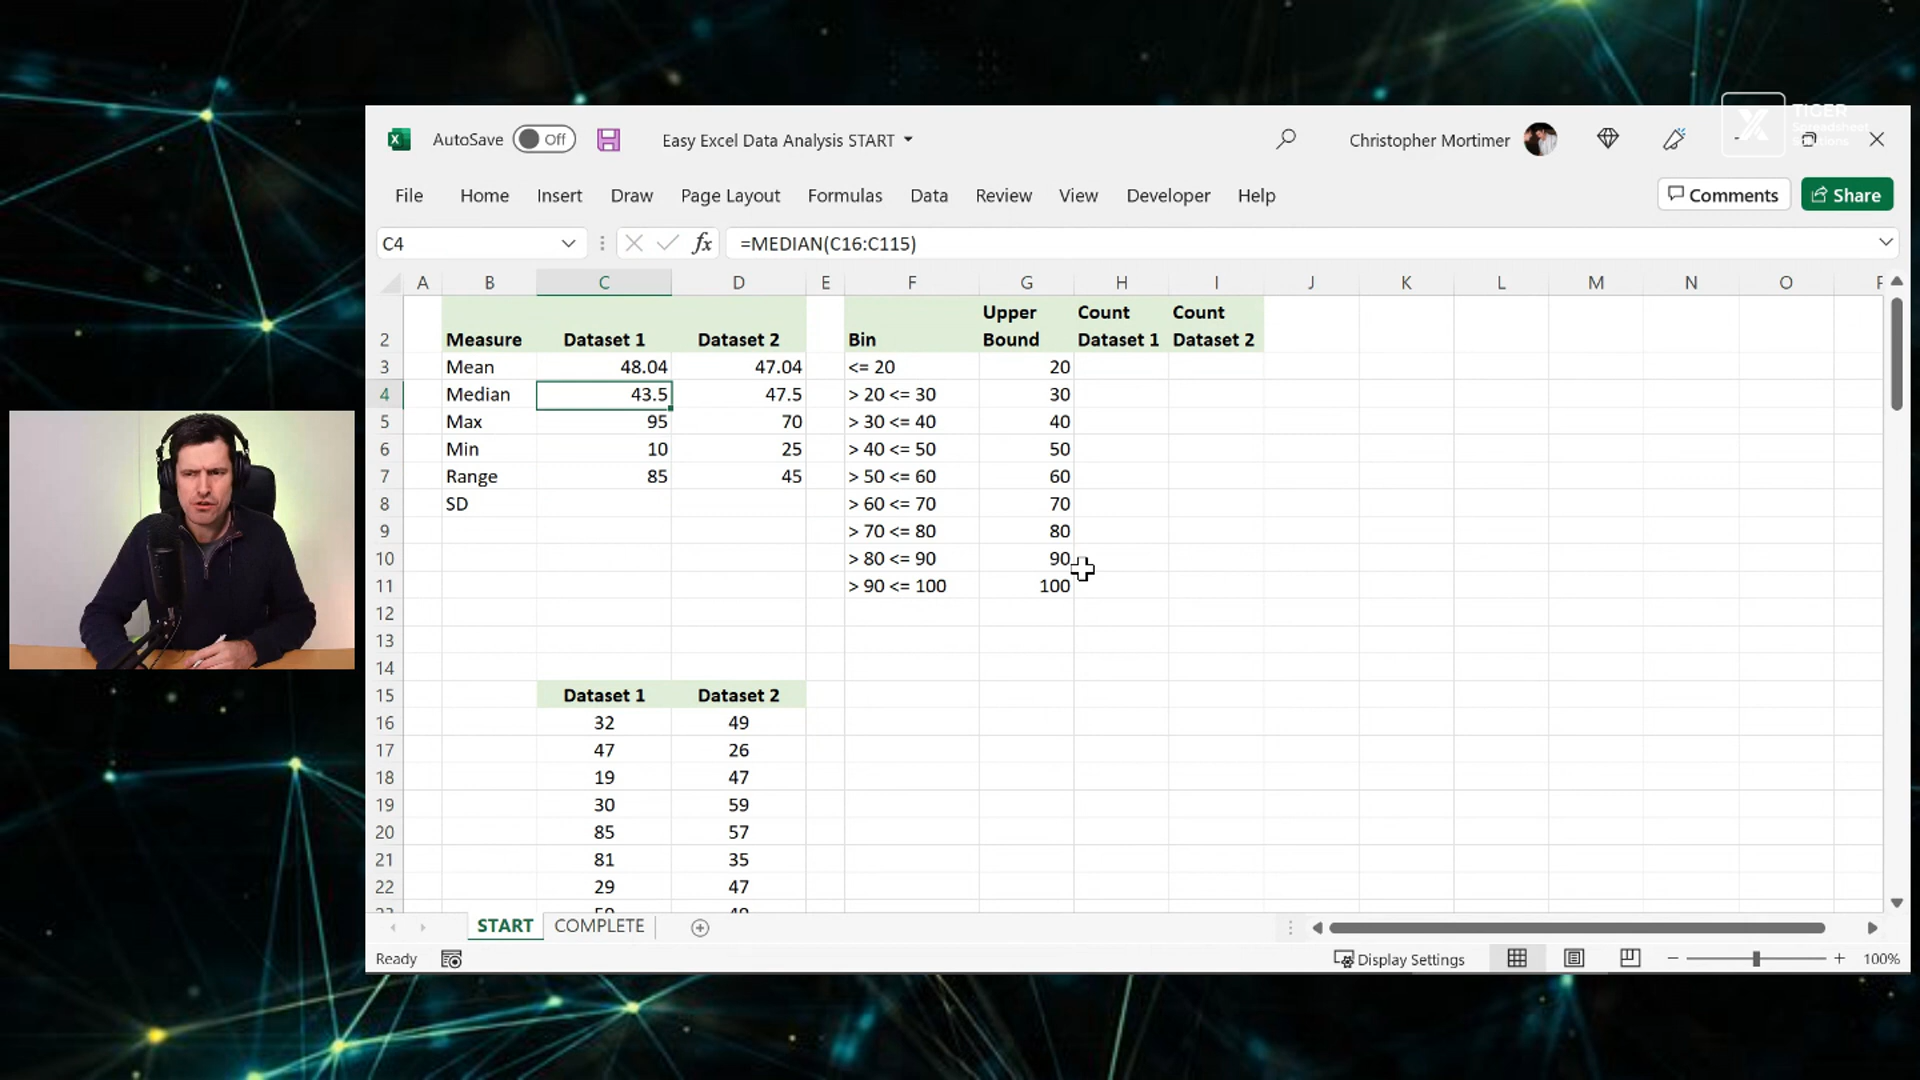 AutoSave Off Easy Excel Data Analysis START Christopher Mortimer
TIGER
Spreadsheet
Solutions
File Home Insert Draw Page Layout Formulas Data Review View Developer Help Comments Share
C4 fx =MEDIAN(C16:C115)
A B C D E F G H I J K L M N O
2 Measure Dataset 1 Dataset 2 Bin Upper Bound Count Dataset 1 Count Dataset 2
3 Mean 48.04 47.04 <= 20 20
4 Median 43.5 47.5 > 20 <= 30 30
5 Max 95 70 > 30 <= 40 40
6 Min 10 25 > 40 <= 50 50
7 Range 85 45 > 50 <= 60 60
8 SD > 60 <= 70 70
9 > 70 <= 80 80
10 > 80 <= 90 90
11 > 90 <= 100 100
12
13
14
15 Dataset 1 Dataset 2
16 32 49
17 47 26
18 19 47
19 30 59
20 85 57
21 81 35
22 29 47
START COMPLETE
Ready Display Settings 100%